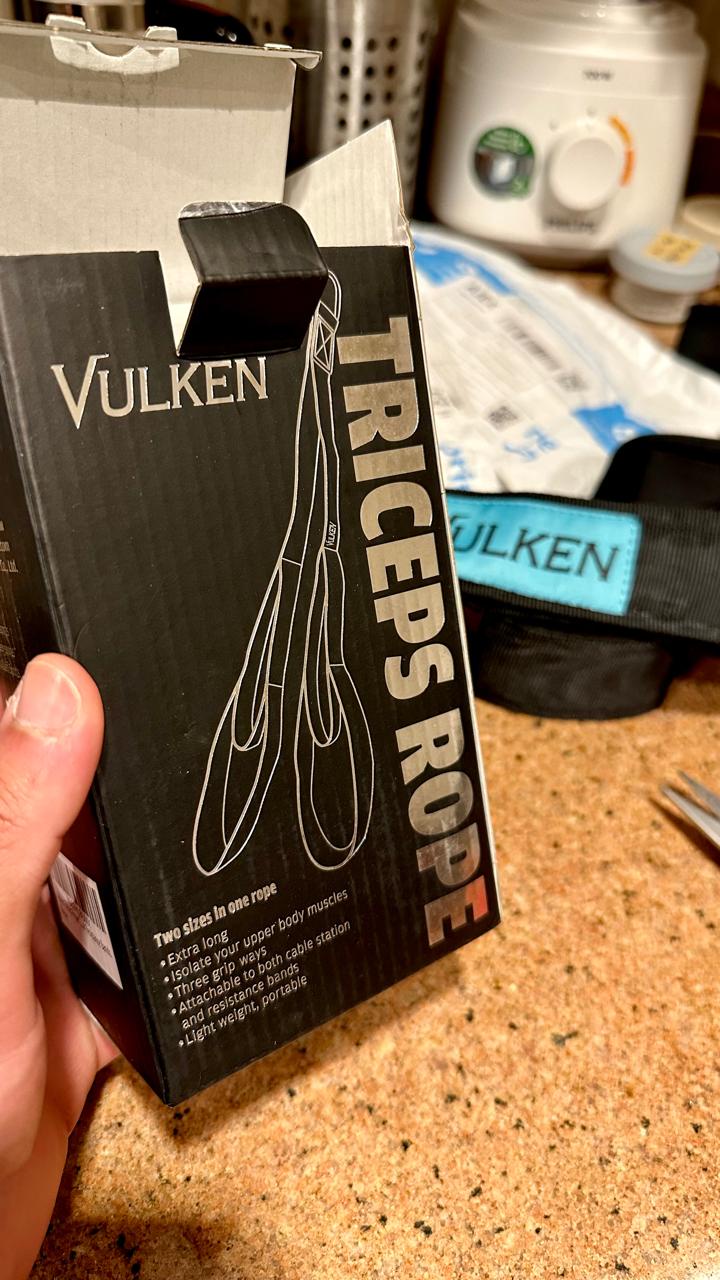 VULKEN
TRICEPS ROPE
VULKEN
Two sizes in one rope
• Extra long
• Isolate your upper body muscles
• Three grip ways
• Attachable to both cable station
and resistance bands
• Light weight, portable
VULKEN